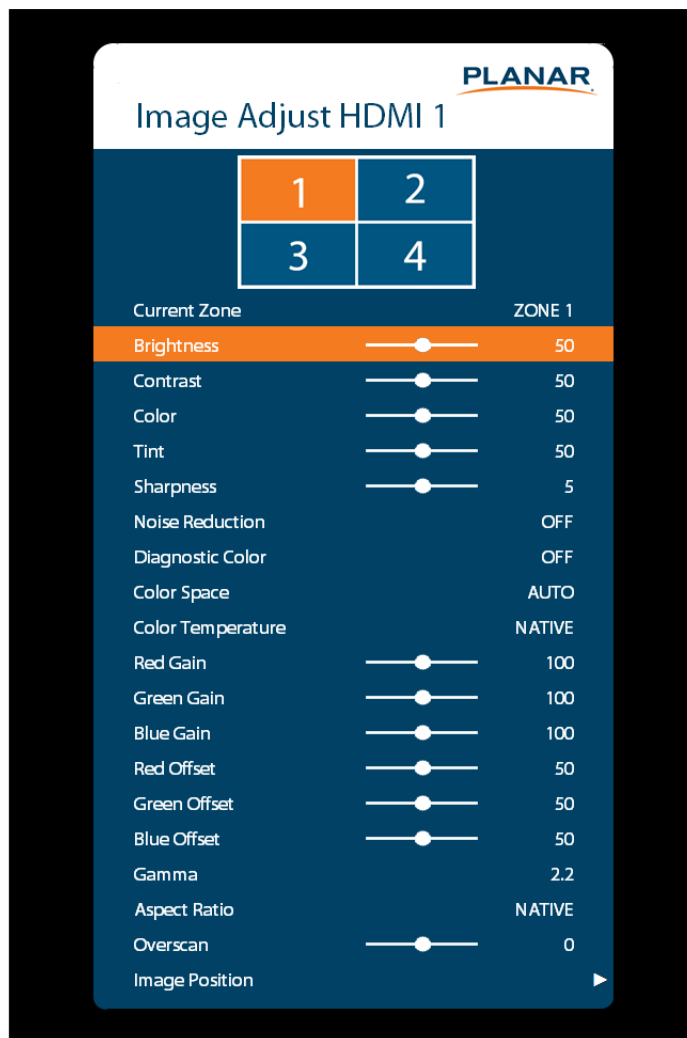 PLANAR
Image Adjust HDMI 1
1 2
3 4
Current Zone ZONE 1
Brightness 50
Contrast 50
Color 50
Tint 50
Sharpness 5
Noise Reduction OFF
Diagnostic Color OFF
Color Space AUTO
Color Temperature NATIVE
Red Gain 100
Green Gain 100
Blue Gain 100
Red Offset 50
Green Offset 50
Blue Offset 50
Gamma 2.2
Aspect Ratio NATIVE
Overscan 0
Image Position